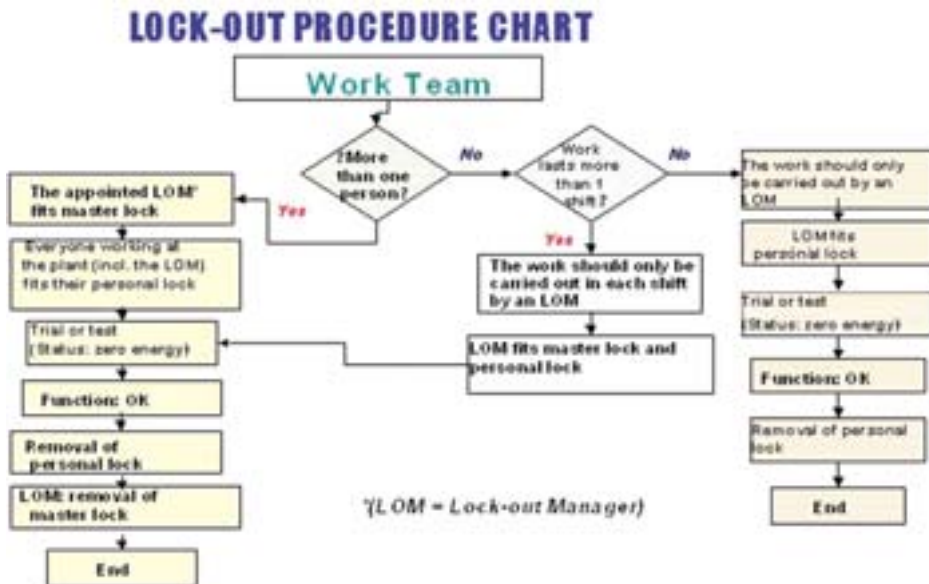 LOCK-OUT PROCEDURE CHART
Work Team
?More
than one
person?
No
Work
lasts more
than 1
shift?
No
Yes
Yes
The appointed LOM*
fits master lock
Everyone working at
the plant (incl. the LOM)
fits their personal lock
Trial or test
(Status: zero energy)
Function: OK
Removal of
personal lock
LOM: removal of
master lock
End
The work should only be
carried out in each shift
by an LOM
LOM fits master lock and
personal lock
The work should only
be carried out by an
LOM
LOM fits
personal lock
Trial or test
(Status: zero energy)
Function: OK
Removal of personal
lock
End
*(LOM = Lock-out Manager)